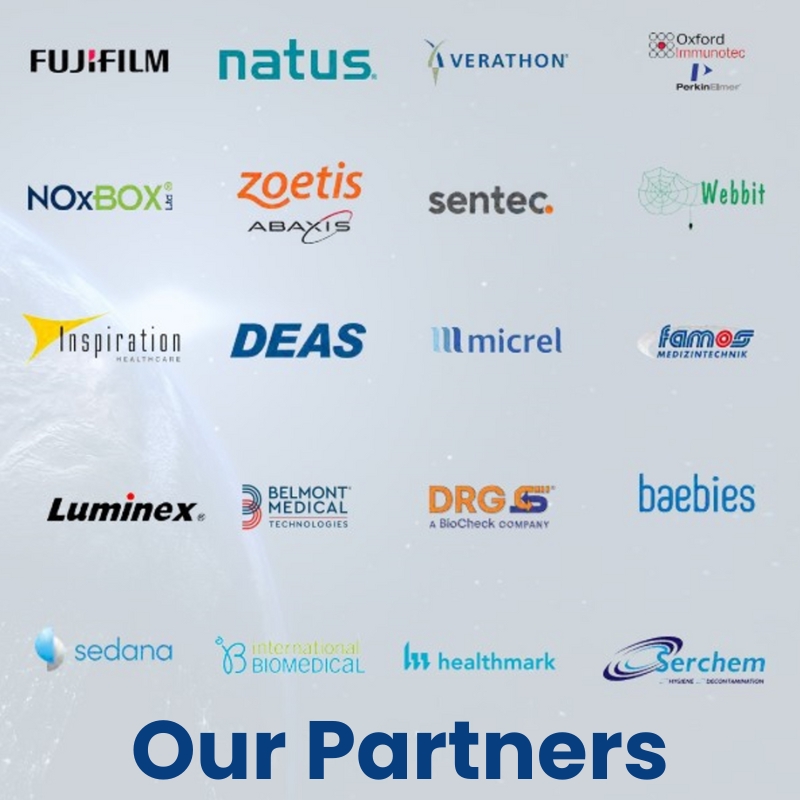 FUJIFILM
natus®
VERATHON®
Oxford
Immunotec
PerkinElmer®
NOxBOX® Ltd
zoetis
ABAXIS
sentec.
Webbit
Inspiration
HEALTHCARE
DEAS
micrel
famos
MEDIZINTECHNIK
Luminex®
BELMONT®
MEDICAL
TECHNOLOGIES
DRG
A BioCheck COMPANY
baebies
sedana
international
BIOMEDICAL
healthmark
Serchem
HYGIENE DECONTAMINATION
Our Partners